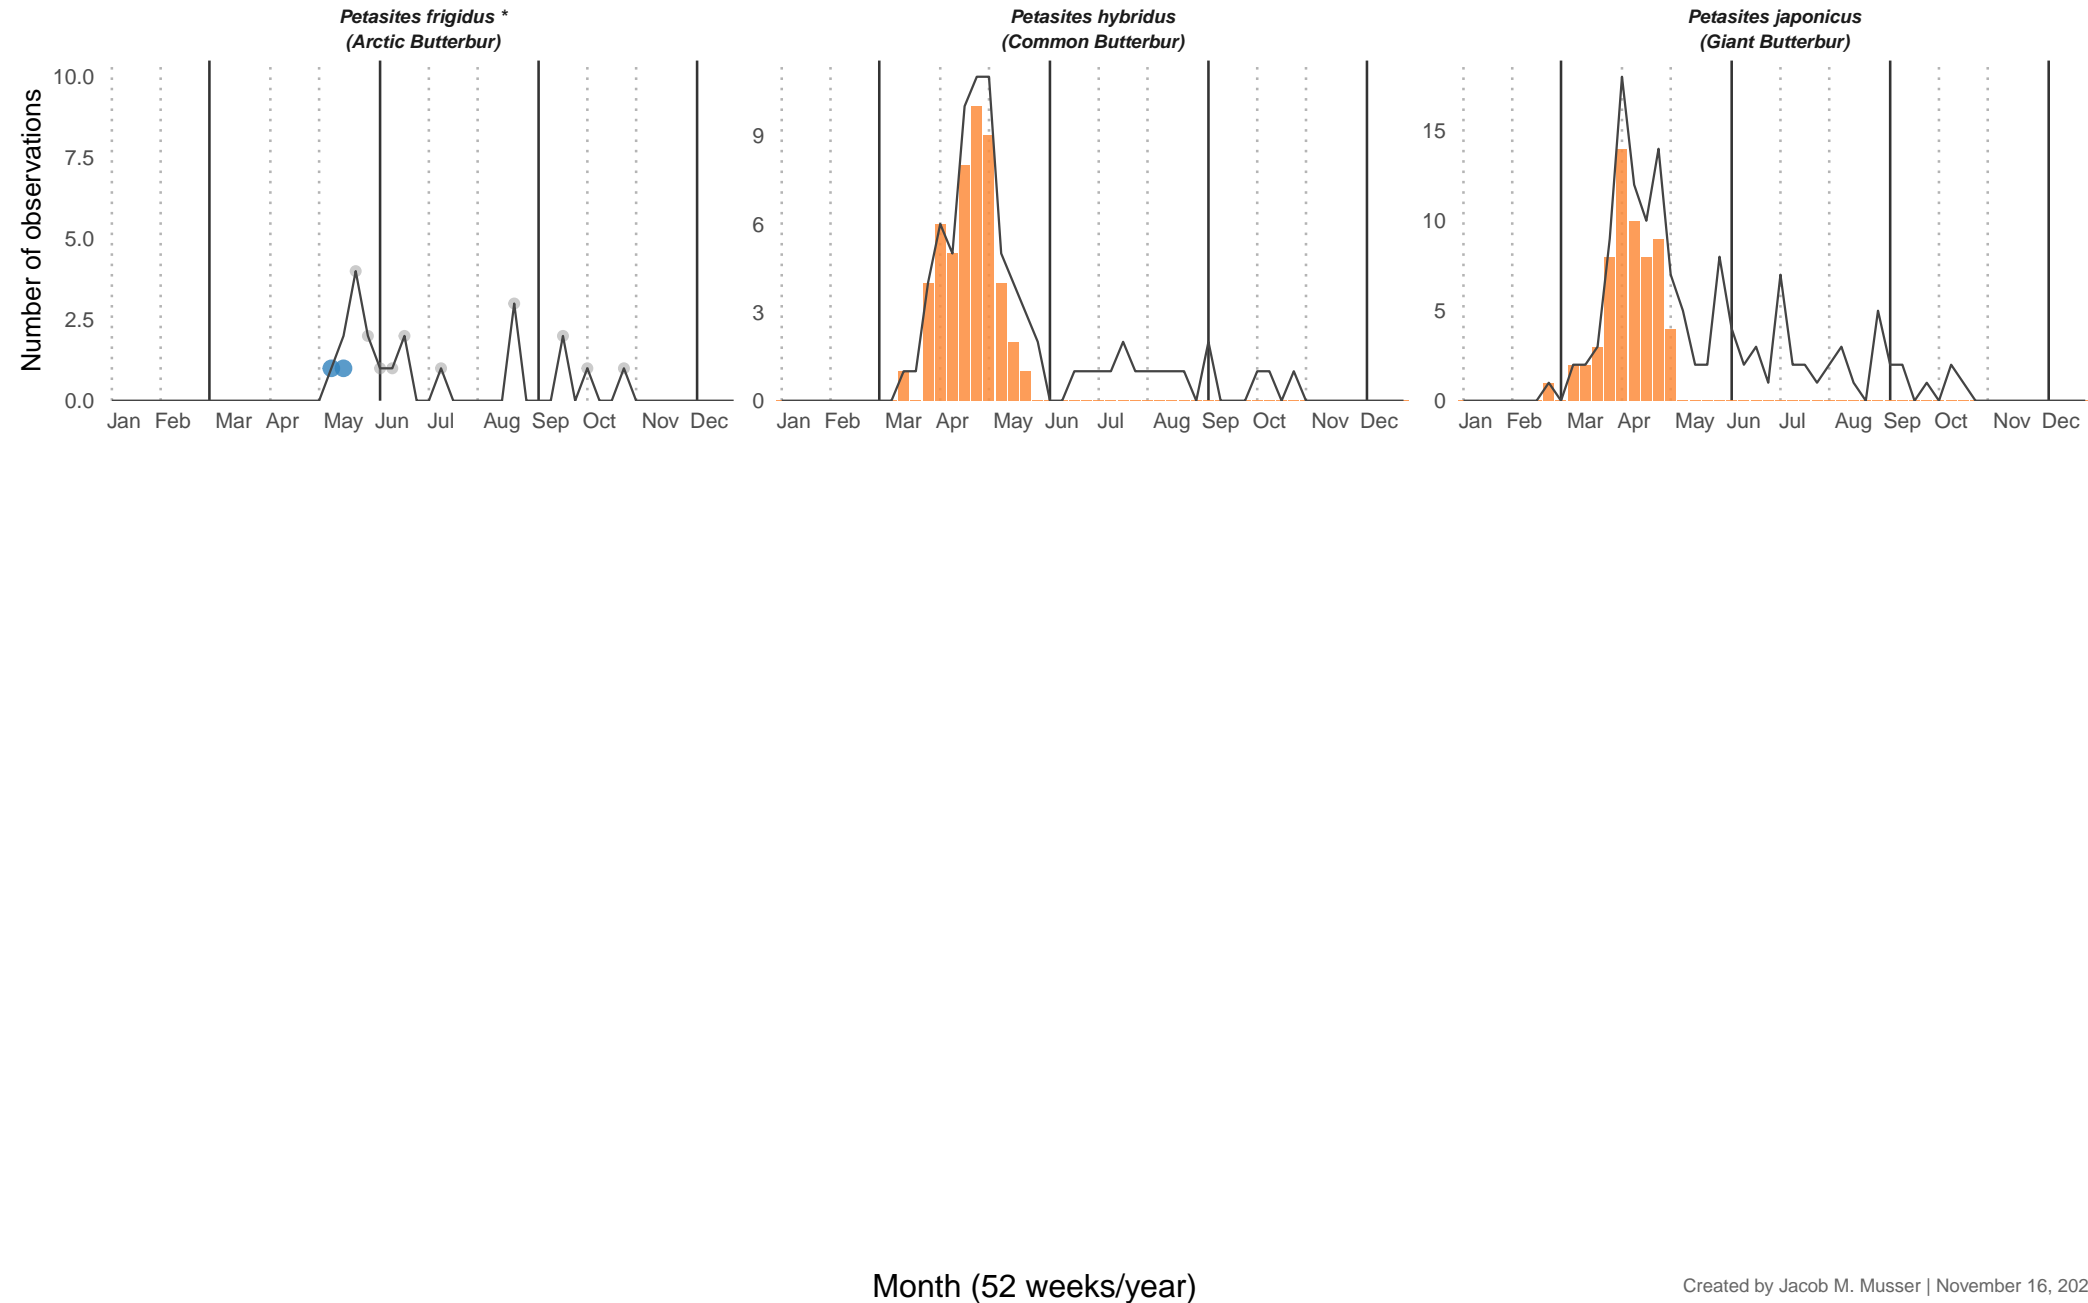 Petasites frigidus *
(Arctic Butterbur)
Petasites hybridus
(Common Butterbur)
Petasites japonicus
(Giant Butterbur)
Number of observations
10.0
7.5
5.0
2.5
0.0
Jan Feb Mar Apr May Jun Jul Aug Sep Oct Nov Dec
9
6
3
0
Jan Feb Mar Apr May Jun Jul Aug Sep Oct Nov Dec
15
10
5
0
Jan Feb Mar Apr May Jun Jul Aug Sep Oct Nov Dec
Month (52 weeks/year)
Created by Jacob M. Musser | November 16, 202